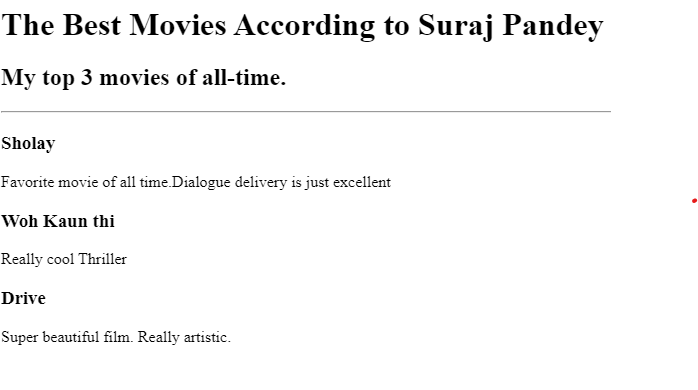 The Best Movies According to Suraj Pandey
My top 3 movies of all-time.
Sholay
Favorite movie of all time.Dialogue delivery is just excellent
Woh Kaun thi
Really cool Thriller
Drive
Super beautiful film. Really artistic.